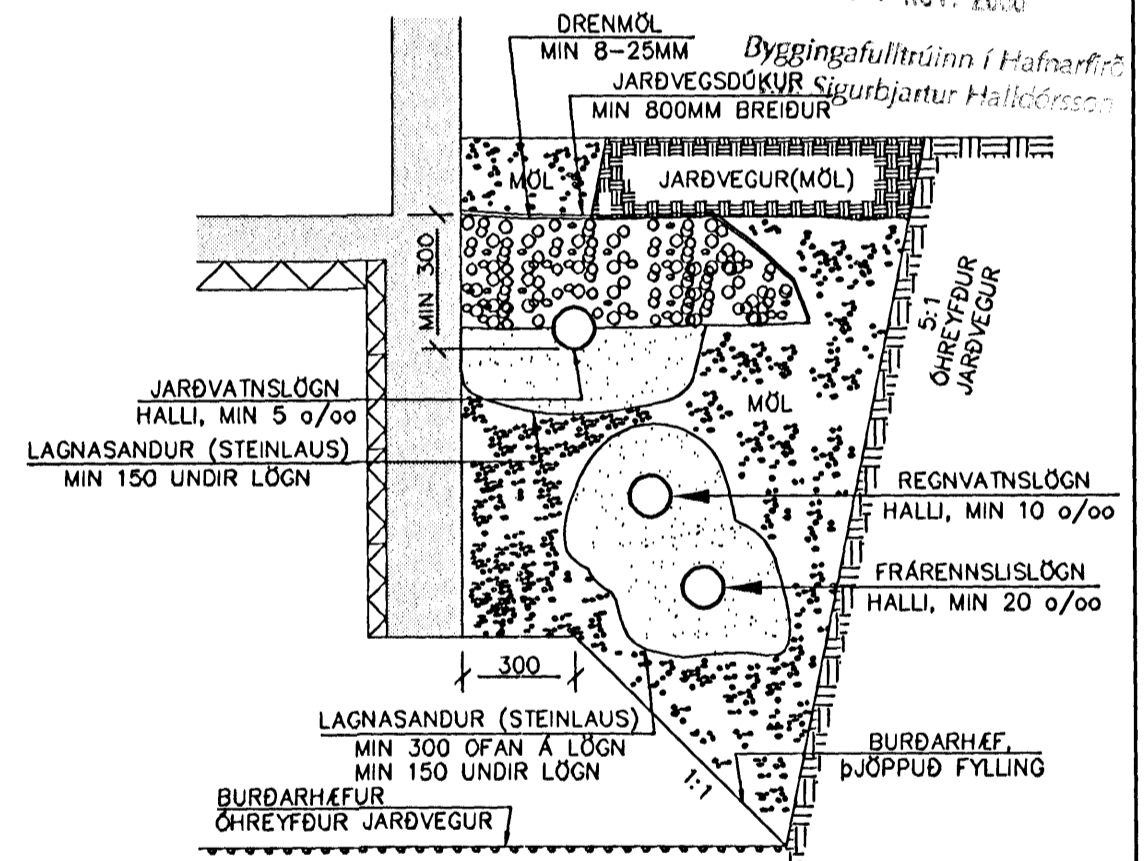 NÓV. 2000
DRENMÖL
MIN 8-25MM
Byggingafulltrúinn í Hafnarfirð
JARÐVEGSDÚKUR
MIN 800MM BREIÐUR
Sigurbjartur Halldórsson
MÖL
JARÐVEGUR(MÖL)
MIN 300
5:1
ÓHREYFÐUR
JARÐVEGUR
JARÐVATNSLÖGN
HALLI, MIN 5 o/oo
MÖL
LAGNASANDUR (STEINLAUS)
MIN 150 UNDIR LÖGN
REGNVATNSLÖGN
HALLI, MIN 10 o/oo
FRÁRENNSLISLÖGN
HALLI, MIN 20 o/oo
300
LAGNASANDUR (STEINLAUS)
MIN 300 OFAN Á LÖGN
MIN 150 UNDIR LÖGN
1:1
BURÐARHÆF,
ÞJÖPPUÐ FYLLING
BURÐARHÆFUR
ÓHREYFÐUR JARÐVEGUR